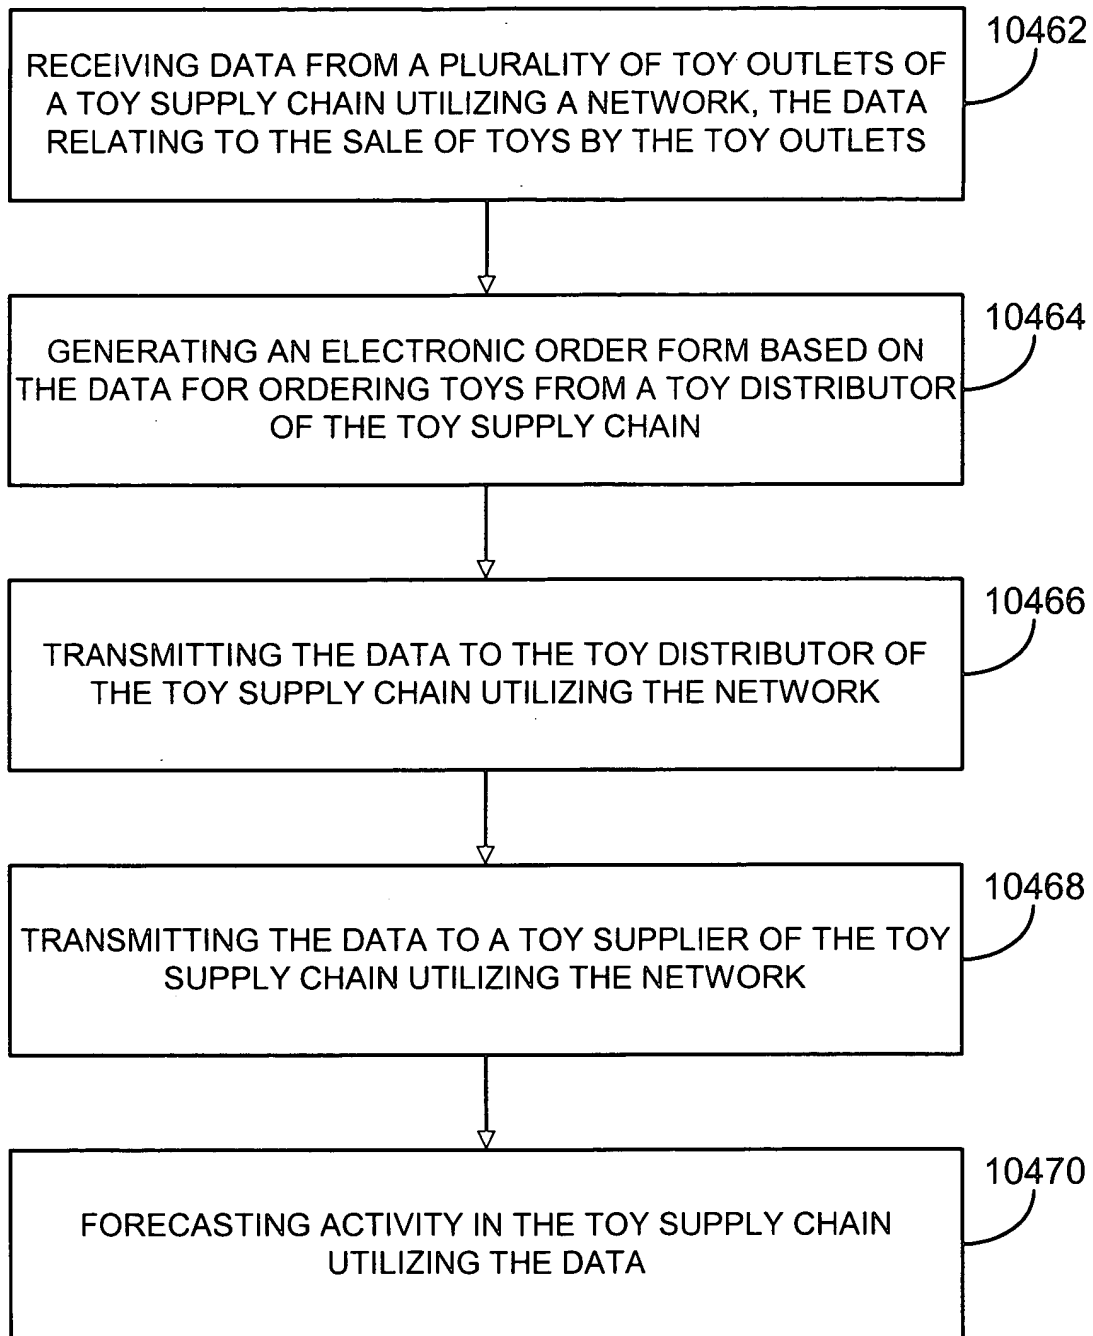 10462
RECEIVING DATA FROM A PLURALITY OF TOY OUTLETS OF
A TOY SUPPLY CHAIN UTILIZING A NETWORK, THE DATA
RELATING TO THE SALE OF TOYS BY THE TOY OUTLETS
10464
GENERATING AN ELECTRONIC ORDER FORM BASED ON
THE DATA FOR ORDERING TOYS FROM A TOY DISTRIBUTOR
OF THE TOY SUPPLY CHAIN
10466
TRANSMITTING THE DATA TO THE TOY DISTRIBUTOR OF
THE TOY SUPPLY CHAIN UTILIZING THE NETWORK
10468
TRANSMITTING THE DATA TO A TOY SUPPLIER OF THE TOY
SUPPLY CHAIN UTILIZING THE NETWORK
10470
FORECASTING ACTIVITY IN THE TOY SUPPLY CHAIN
UTILIZING THE DATA